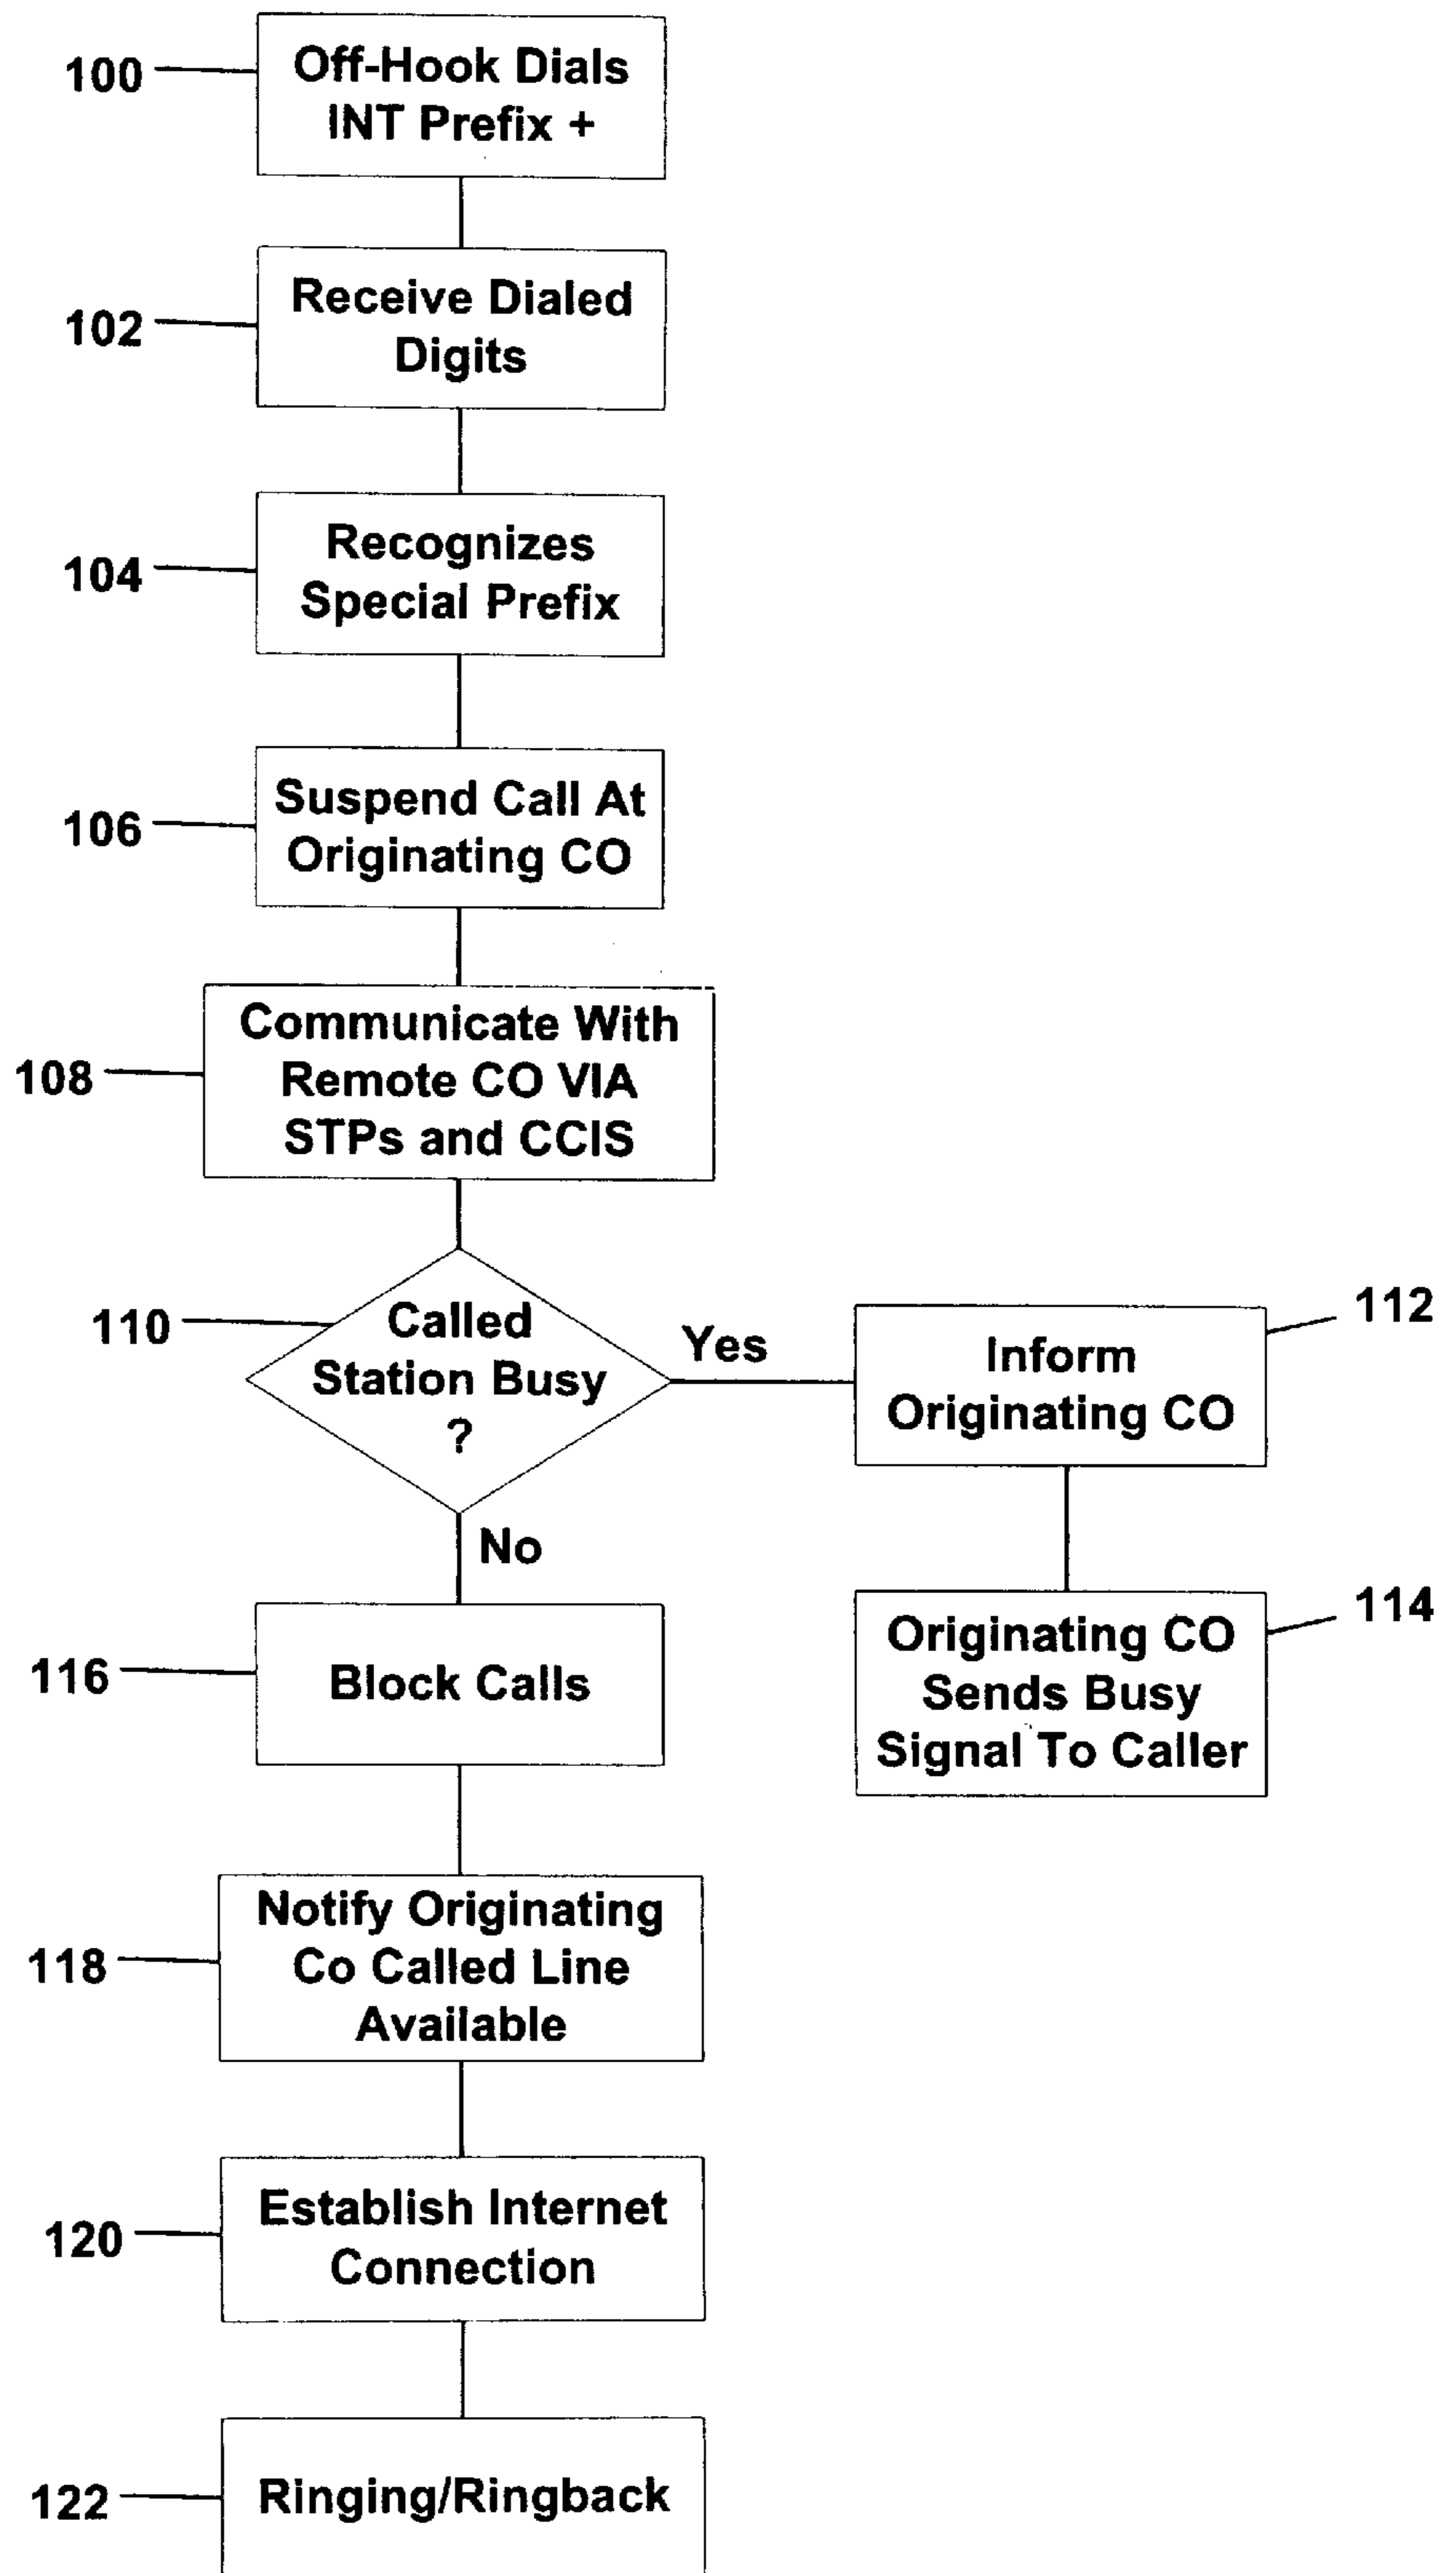 100
Off-Hook Dials
INT Prefix +
102
Receive Dialed
Digits
104
Recognizes
Special Prefix
106
Suspend Call At
Originating CO
108
Communicate With
Remote CO VIA
STPs and CCIS
110
Called
Station Busy
?
Yes
112
Inform
Originating CO
No
114
Originating CO
Sends Busy
Signal To Caller
116
Block Calls
118
Notify Originating
Co Called Line
Available
120
Establish Internet
Connection
122
Ringing/Ringback